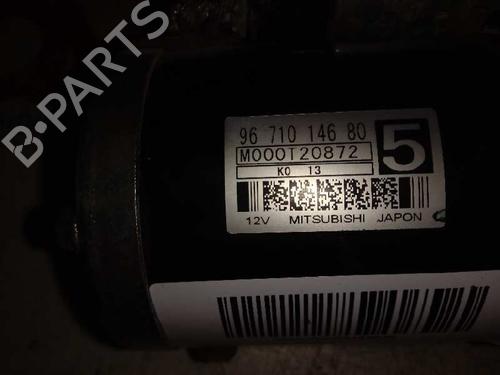 B-PARTS
96 710 146 80
M000T20872
5
K0 13
12V MITSUBISHI JAPON